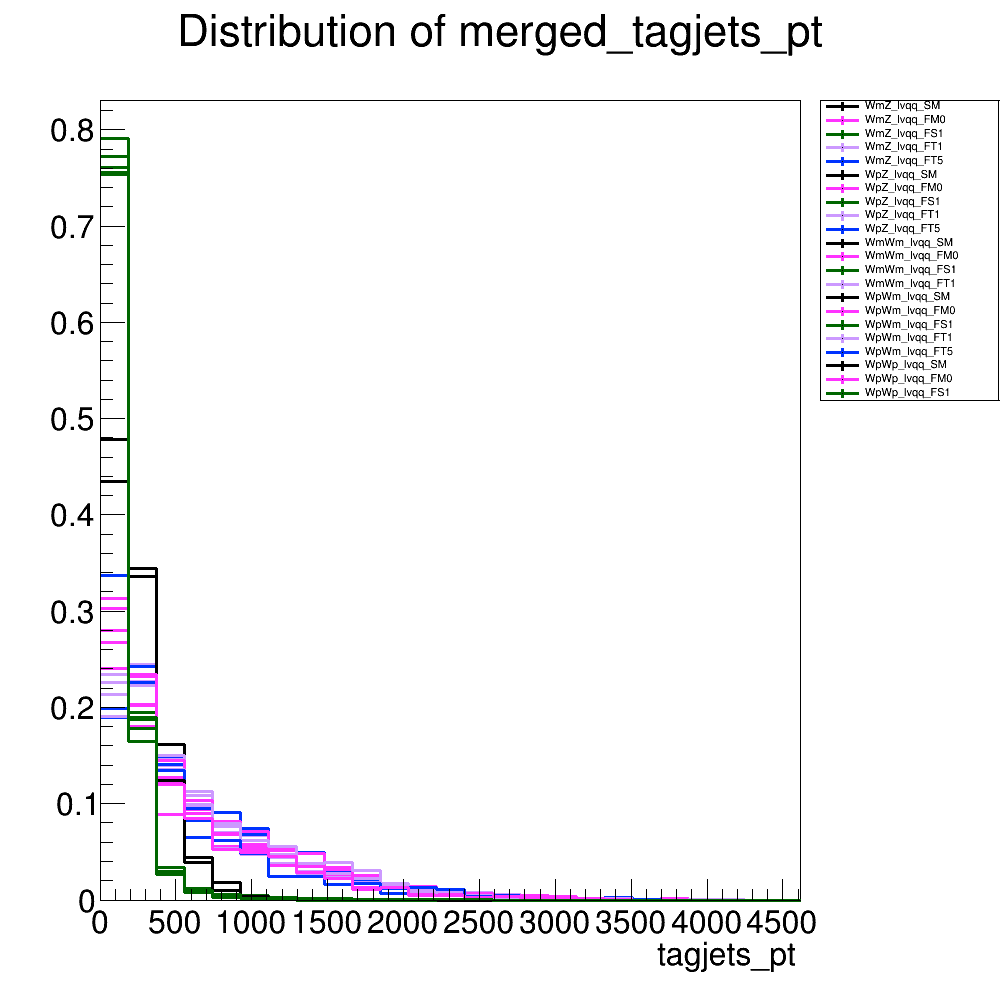 Distribution of merged_tagjets_pt
WmZ_lvqq_SM
WmZ_lvqq_FM0
WmZ_lvqq_FS1
WmZ_lvqq_FT1
WmZ_lvqq_FT5
WpZ_lvqq_SM
WpZ_lvqq_FM0
WpZ_lvqq_FS1
WpZ_lvqq_FT1
WpZ_lvqq_FT5
WmWm_lvqq_SM
WmWm_lvqq_FM0
WmWm_lvqq_FS1
WmWm_lvqq_FT1
WpWm_lvqq_SM
WpWm_lvqq_FM0
WpWm_lvqq_FS1
WpWm_lvqq_FT1
WpWm_lvqq_FT5
WpWp_lvqq_SM
WpWp_lvqq_FM0
WpWp_lvqq_FS1
0.8
0.7
0.6
0.5
0.4
0.3
0.2
0.1
0
0 500 1000 1500 2000 2500 3000 3500 4000 4500
tagjets_pt